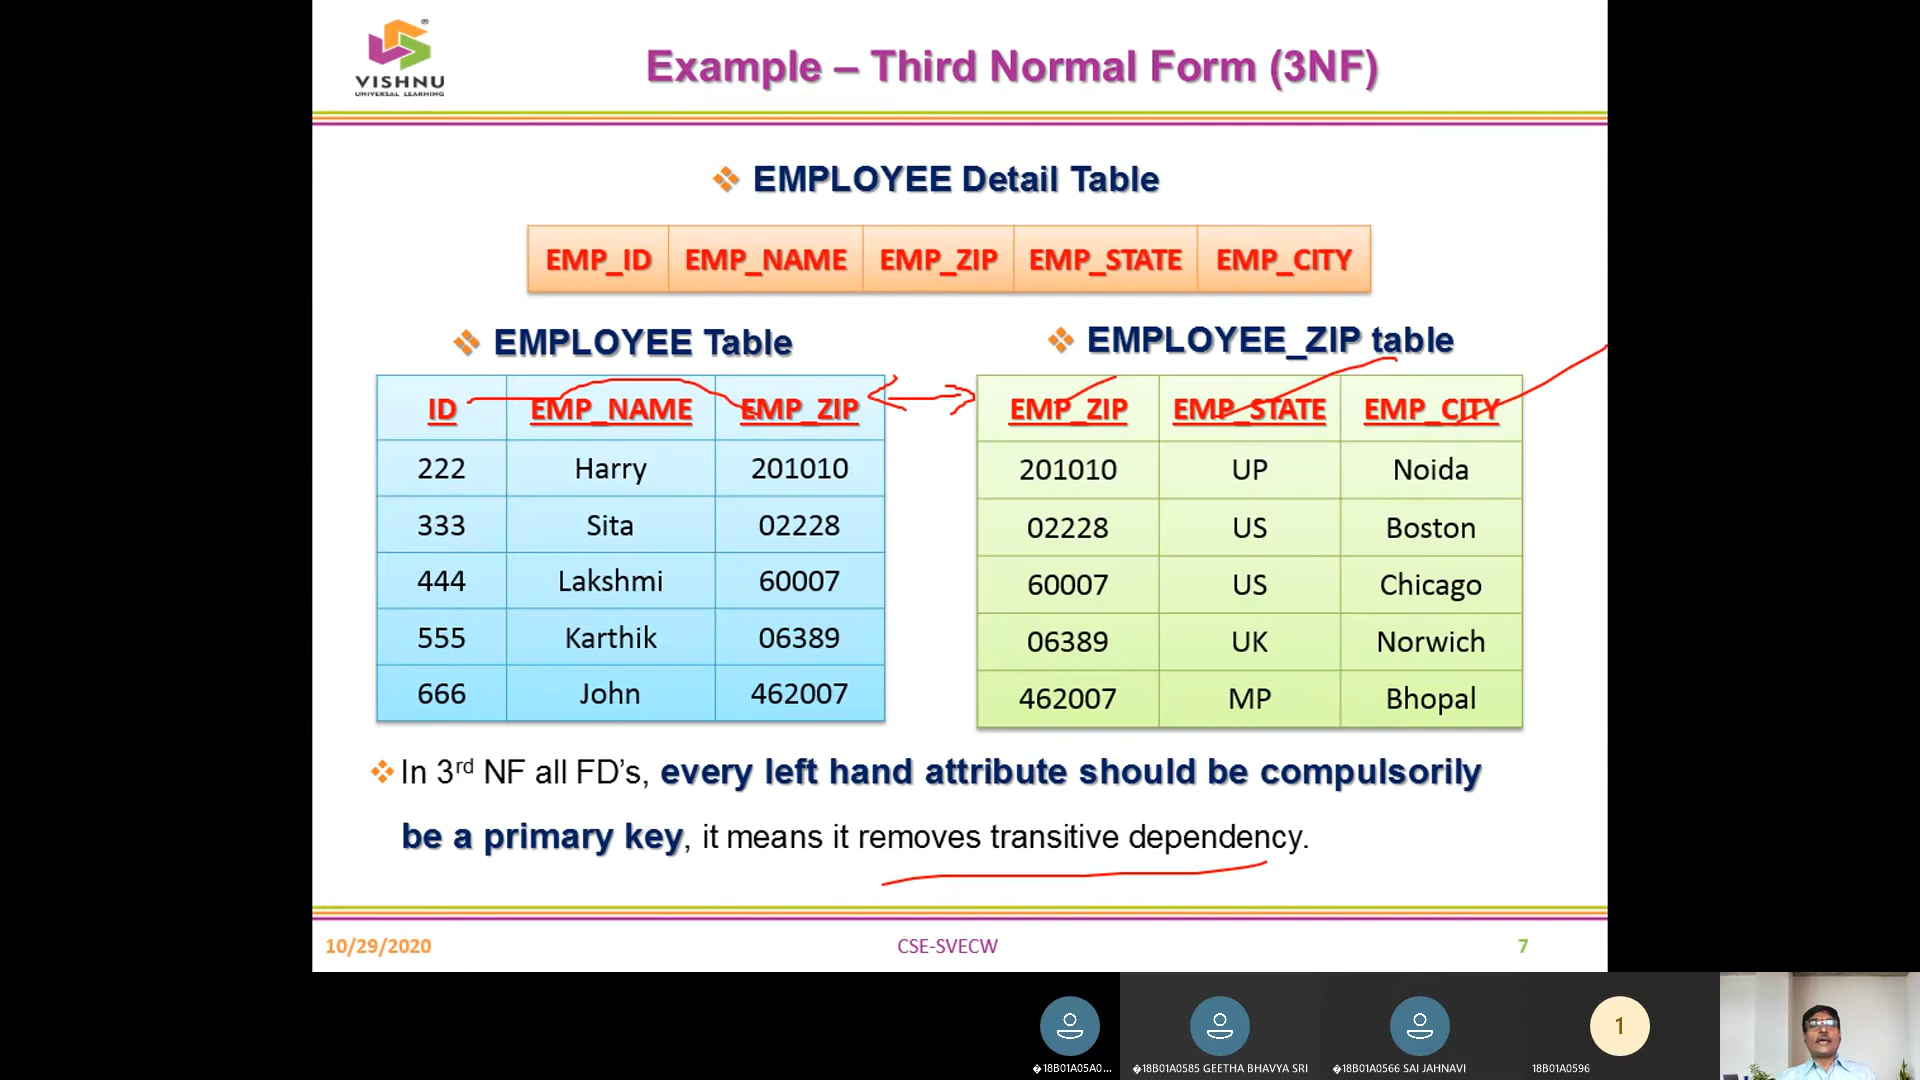 VISHNU
UNIVERSAL LEARNING
Example – Third Normal Form (3NF)
EMPLOYEE Detail Table
EMP_ID EMP_NAME EMP_ZIP EMP_STATE EMP_CITY
EMPLOYEE Table
ID EMP_NAME EMP_ZIP
222 Harry 201010
333 Sita 02228
444 Lakshmi 60007
555 Karthik 06389
666 John 462007
EMPLOYEE_ZIP table
EMP_ZIP EMP_STATE EMP_CITY
201010 UP Noida
02228 US Boston
60007 US Chicago
06389 UK Norwich
462007 MP Bhopal
In 3rd NF all FD's, every left hand attribute should be compulsorily
be a primary key, it means it removes transitive dependency.
10/29/2020 CSE-SVECW 7
1
�18B01A05A0... �18B01A0585 GEETHA BHAVYA SRI �18B01A0566 SAI JAHNAVI 18B01A0596